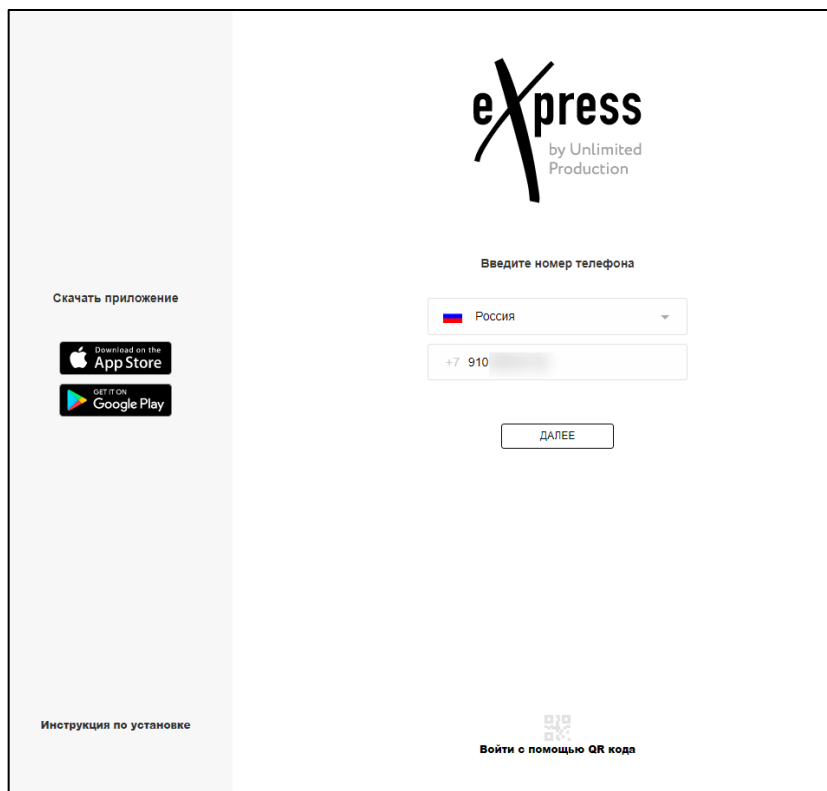 Скачать приложение
Download on the
App Store
GET IT ON
Google Play
Инструкция по установке
eXpress
by Unlimited
Production
Введите номер телефона
Россия
+7 910
ДАЛЕЕ
Войти с помощью QR кода